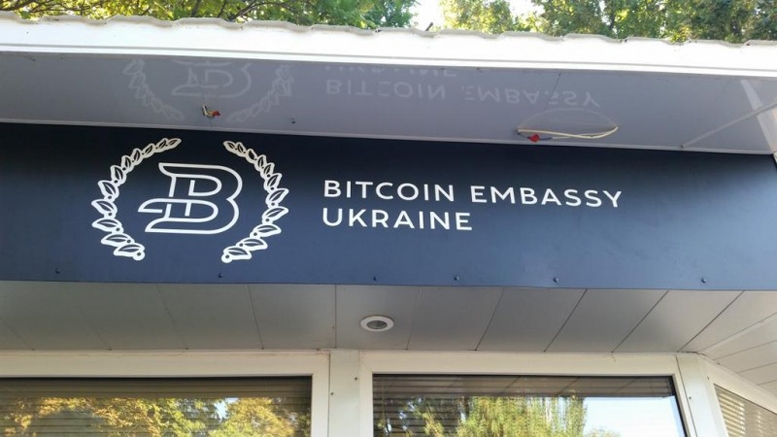 BITCOIN EMBASSY
UKRAINE